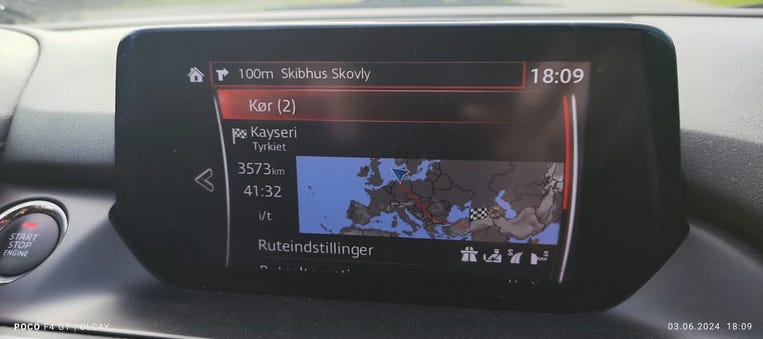 100m Skibhus Skovly 18:09
Kør (2)
Kayseri
Tyrkiet
3573km
41:32
i/t
Ruteindstillinger
START
STOP
ENGINE
POCO F4 GT | OLCAY
03.06.2024 18:09